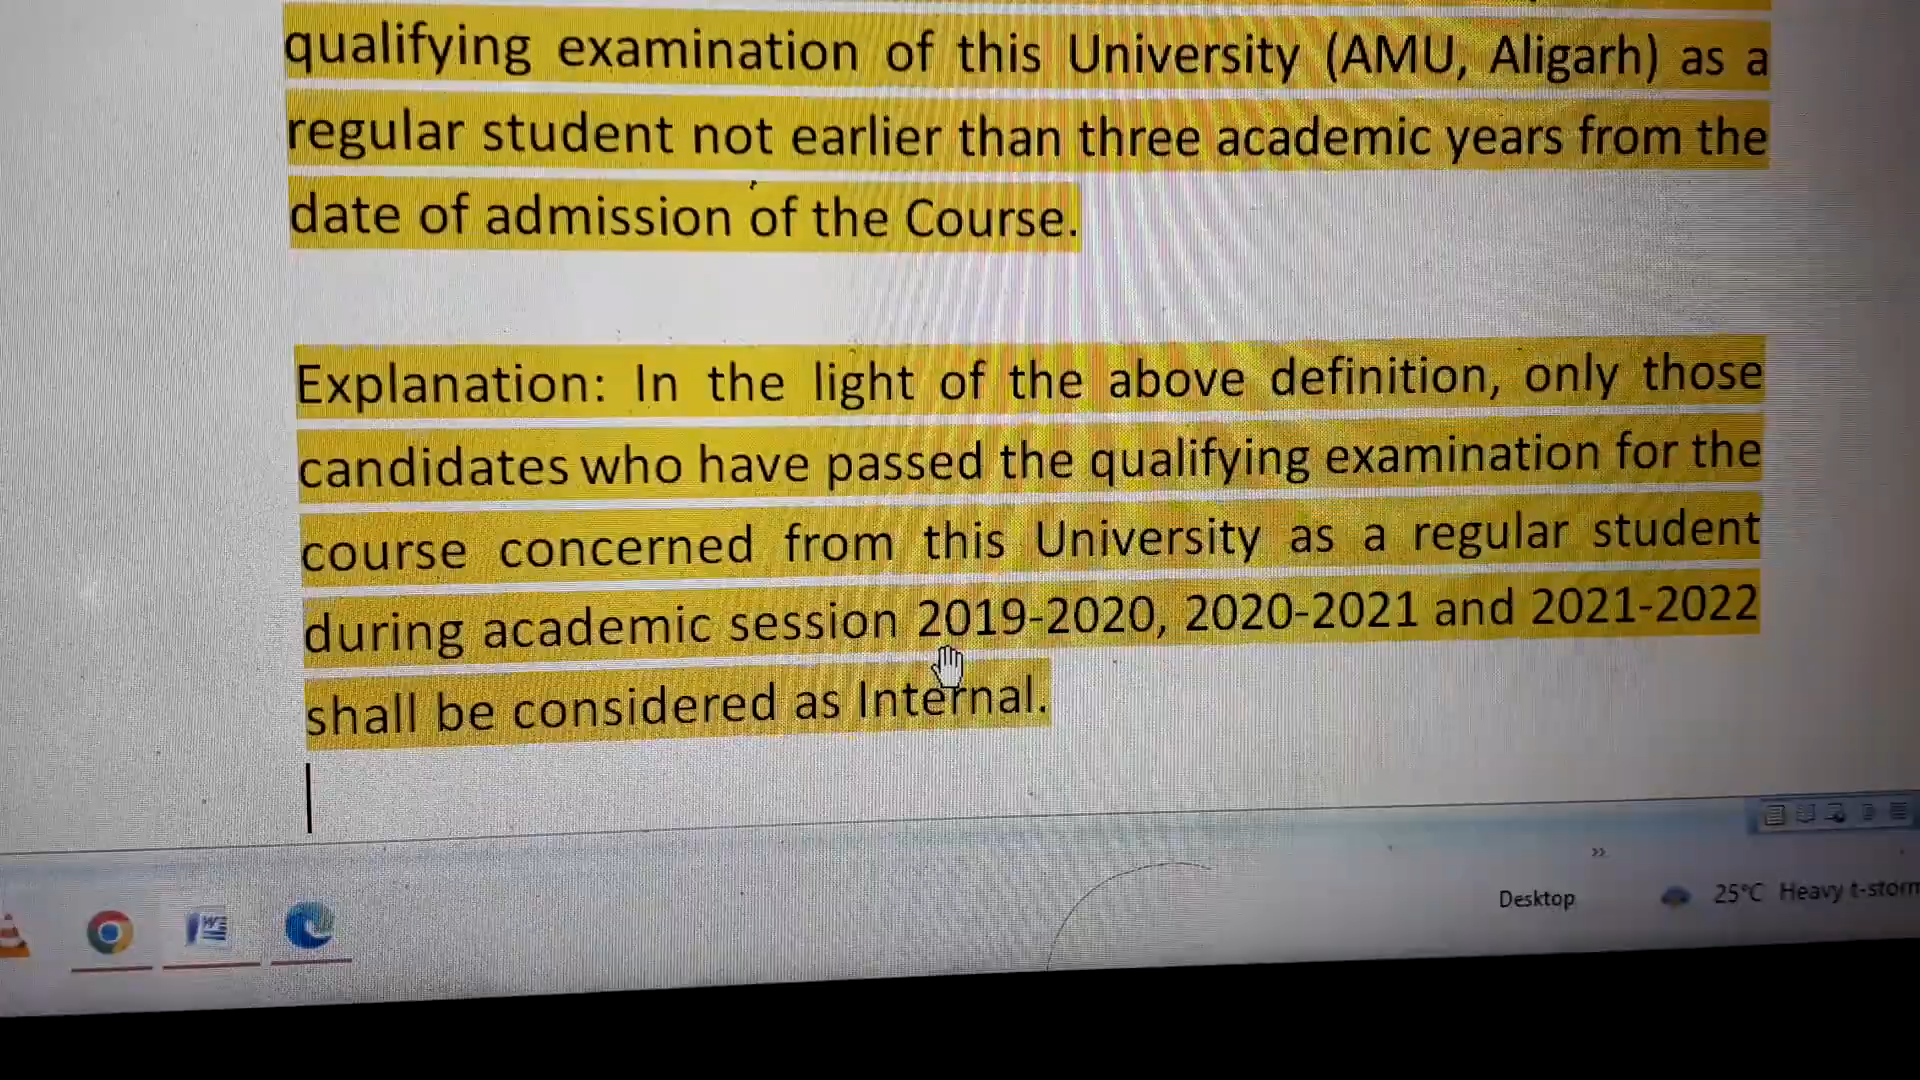 qualifying examination of this University (AMU, Aligarh) as a
regular student not earlier than three academic years from the
date of admission of the Course.
Explanation: In the light of the above definition, only those
candidates who have passed the qualifying examination for the
course concerned from this University as a regular student
during academic session 2019-2020, 2020-2021 and 2021-2022
shall be considered as Internal.
Desktop
25°C Heavy t-storm